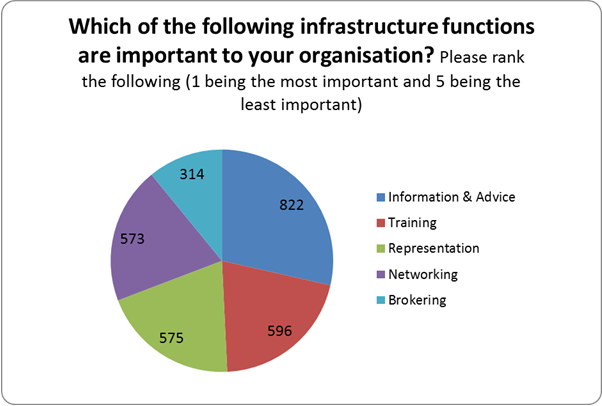 Which of the following infrastructure functions
are important to your organisation? Please rank
the following (1 being the most important and 5 being the
least important)
314
822
573
575
596
Information & Advice
Training
Representation
Networking
Brokering